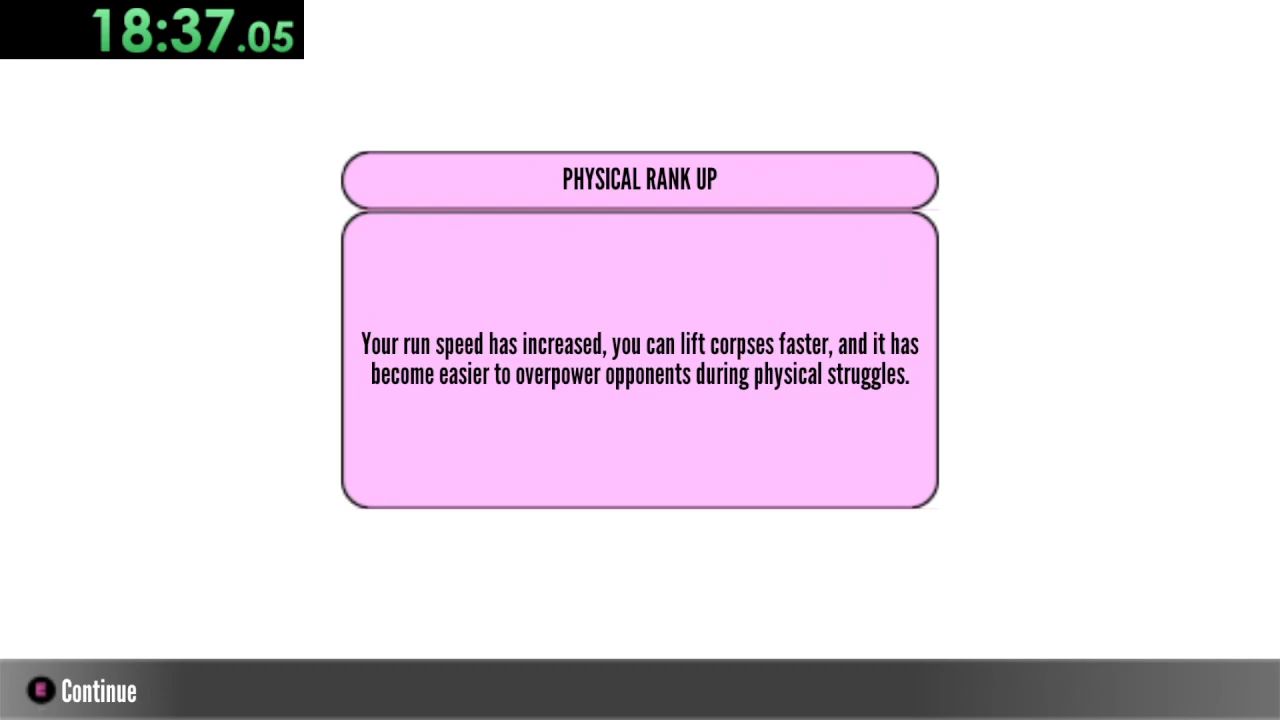 18:37.05
PHYSICAL RANK UP
Your run speed has increased, you can lift corpses faster, and it has
become easier to overpower opponents during physical struggles.
E Continue